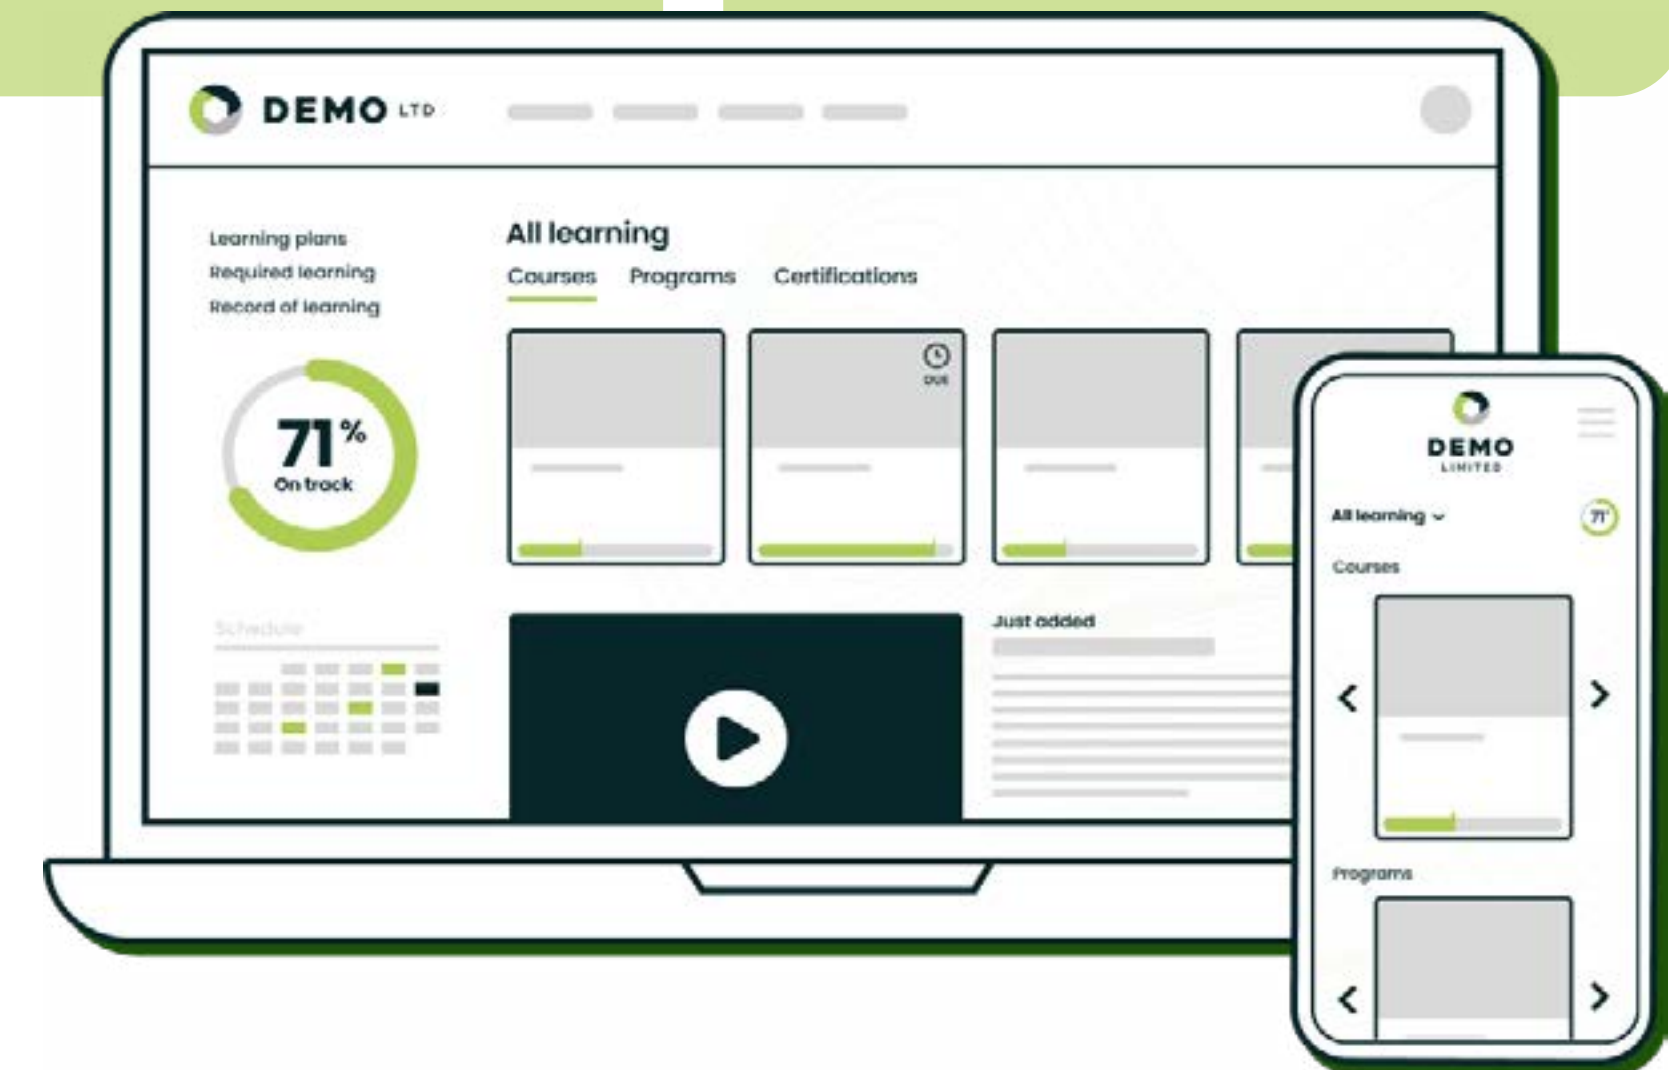 DEMO LTD
Learning plans
Required learning
Record of learning
71%
On track
Schedule
All learning
Courses Programs Certifications
DUE
Just added
DEMO
LIMITED
All learning
71°
Courses
Programs